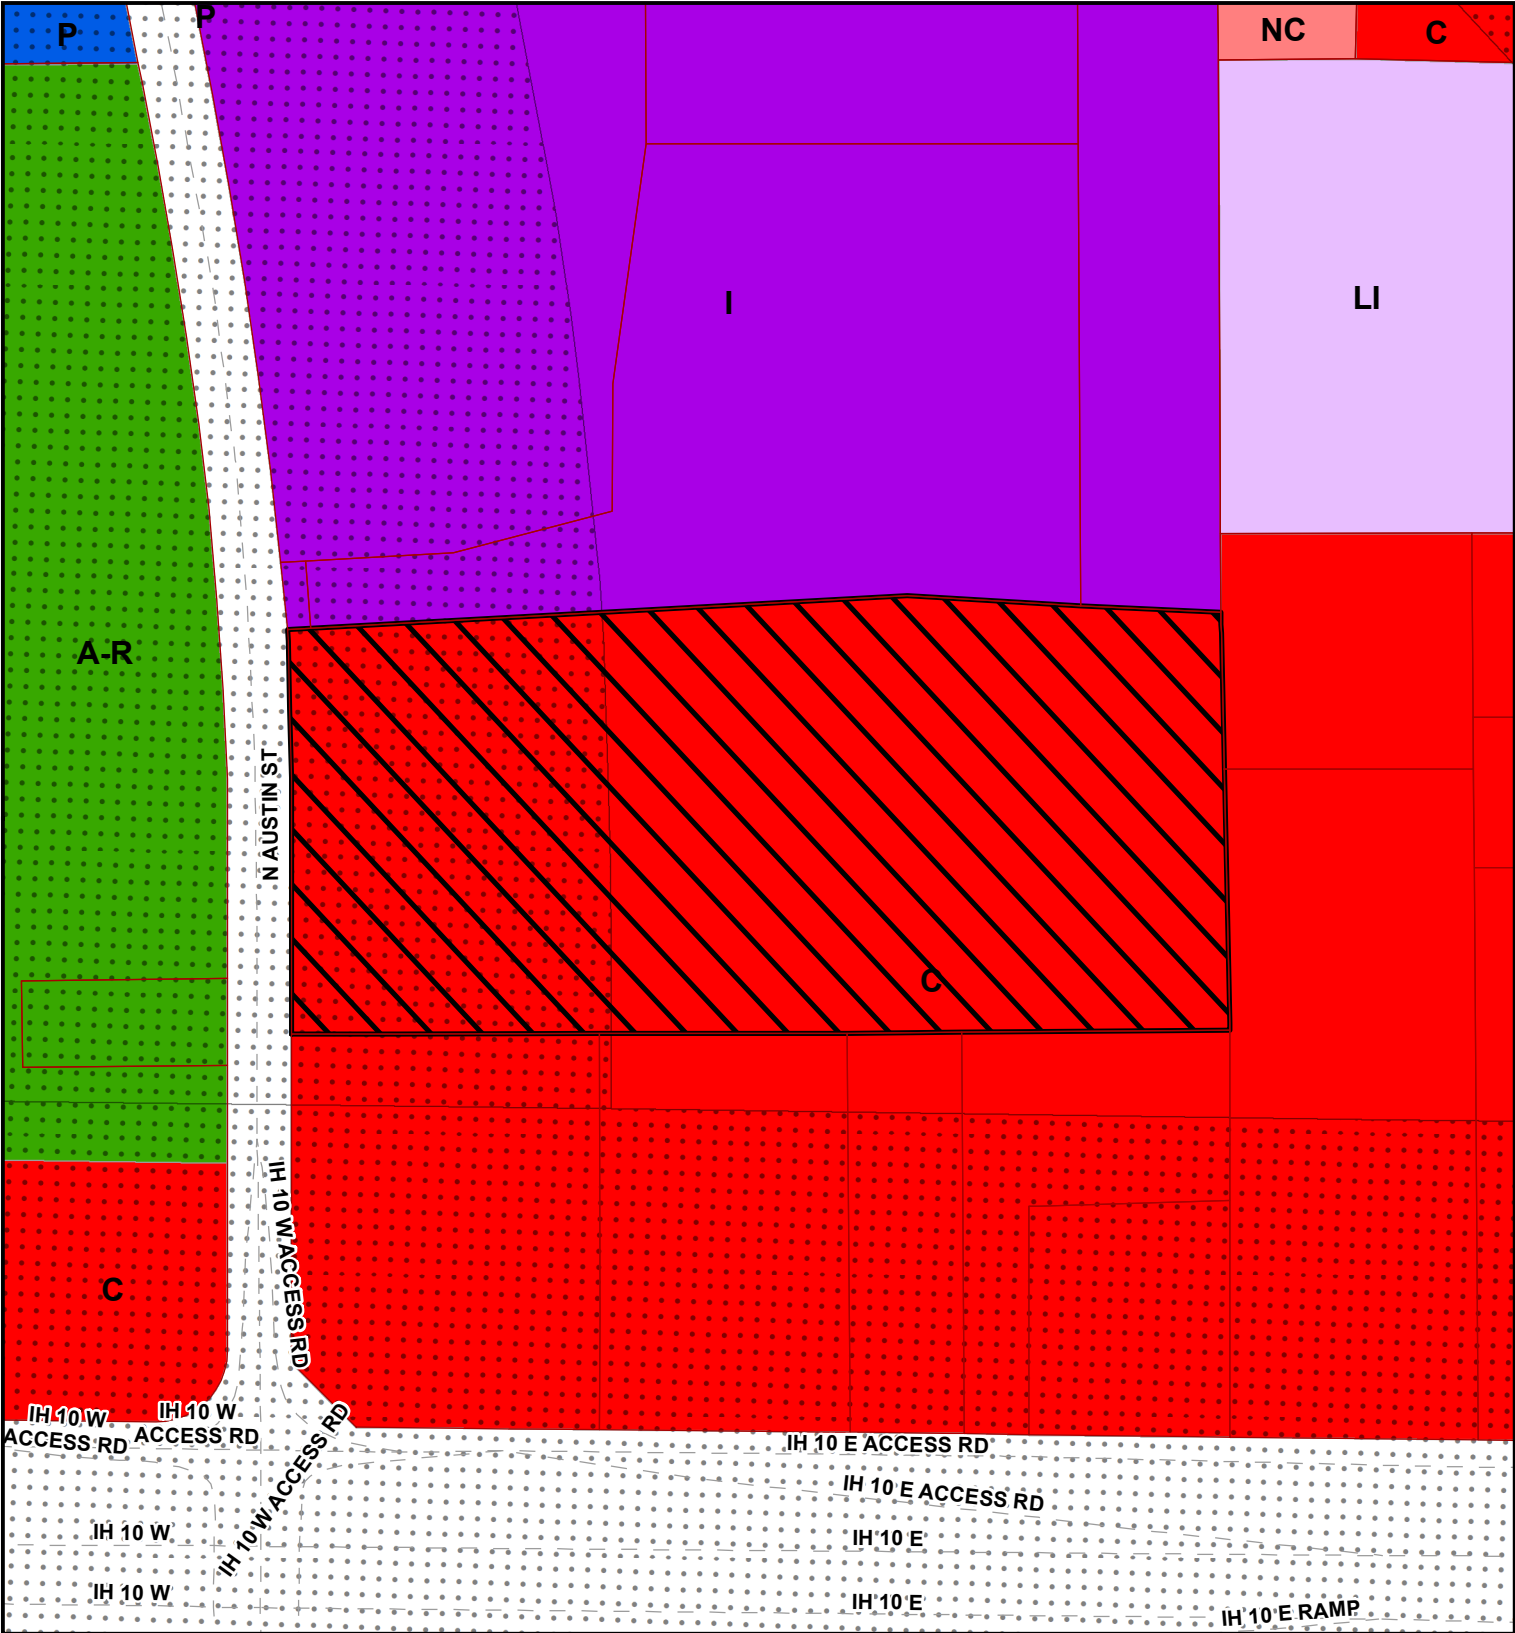 P
P
NC
C
I
LI
A-R
N AUSTIN ST
C
IH 10 W ACCESS RD
C
IH 10 W
ACCESS RD
IH 10 W
ACCESS RD
IH 10 W ACCESS RD
IH 10 E ACCESS RD
IH 10 E ACCESS RD
IH 10 W
IH 10 E
IH 10 W
IH 10 E
IH 10 E RAMP